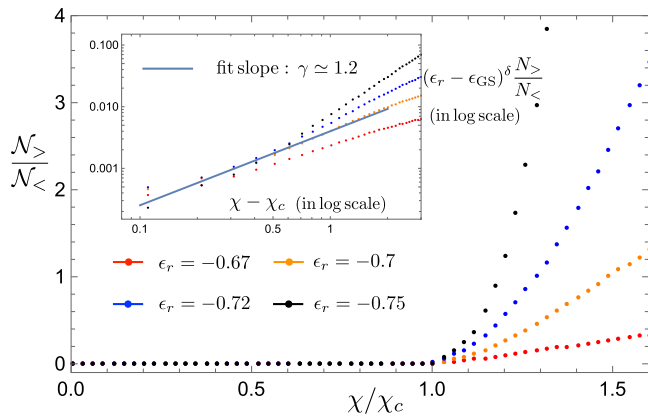 4
3
2
1
0
𝒩> / 𝒩<
0.100
0.010
0.001
fit slope : γ ≃ 1.2
(ϵr − ϵGS)^δ N> / N<
(in log scale)
χ − χc (in log scale)
0.1 0.5 1
ϵr = −0.67 ϵr = −0.7
ϵr = −0.72 ϵr = −0.75
0.0 0.5 1.0 1.5
χ/χc